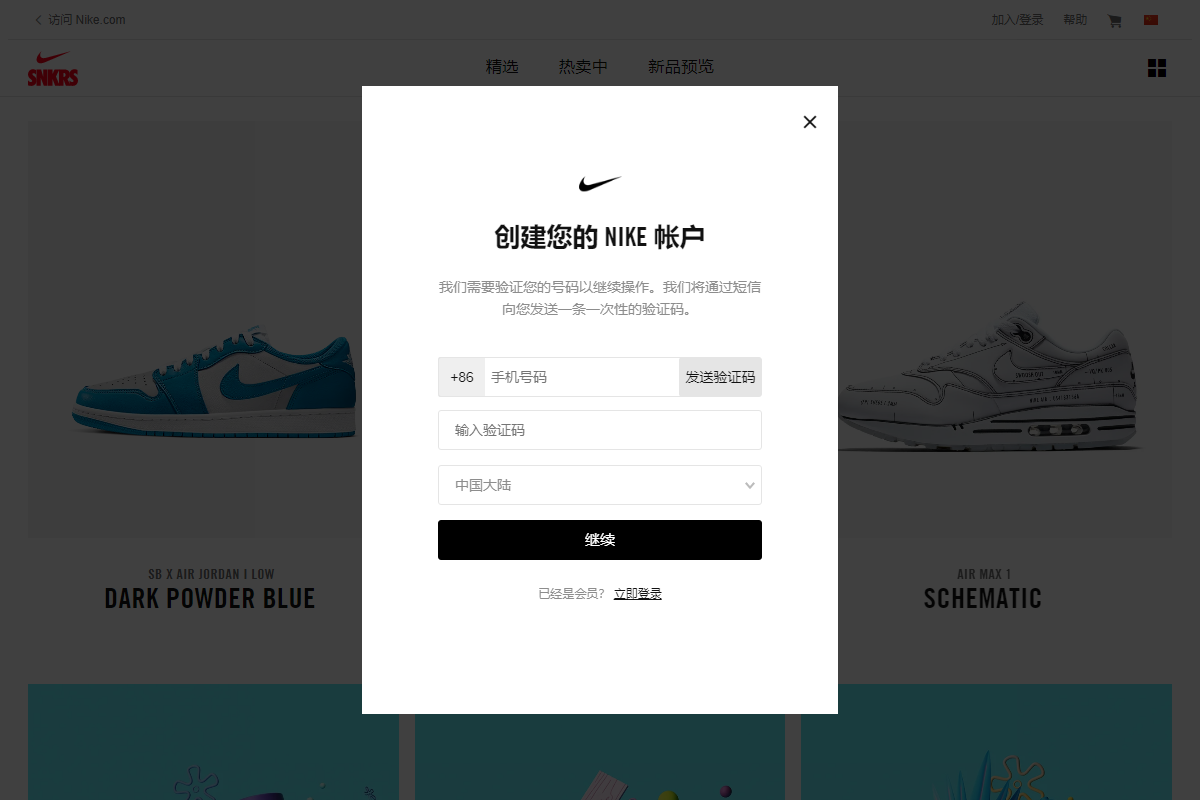 访问 Nike.com
加入/登录
帮助
SNKRS
精选
热卖中
新品预览
创建您的 NIKE 帐户
我们需要验证您的号码以继续操作。我们将通过短信
向您发送一条一次性的验证码。
+86
手机号码
发送验证码
输入验证码
中国大陆
继续
已经是会员? 立即登录
SB X AIR JORDAN I LOW
DARK POWDER BLUE
AIR MAX 1
SCHEMATIC